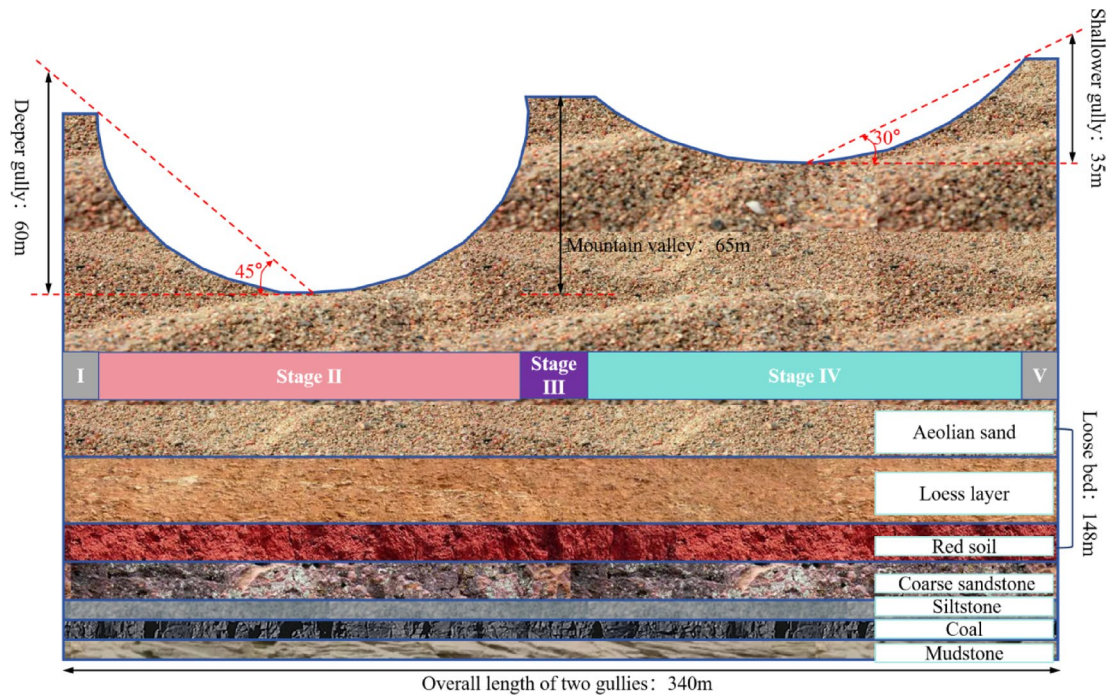 Deeper gully: 60m
45°
Mountain valley: 65m
30°
Shallower gully: 35m
I
Stage II
Stage
III
Stage IV
V
Aeolian sand
Loess layer
Red soil
Coarse sandstone
Siltstone
Coal
Mudstone
Loose bed: 148m
Overall length of two gullies: 340m